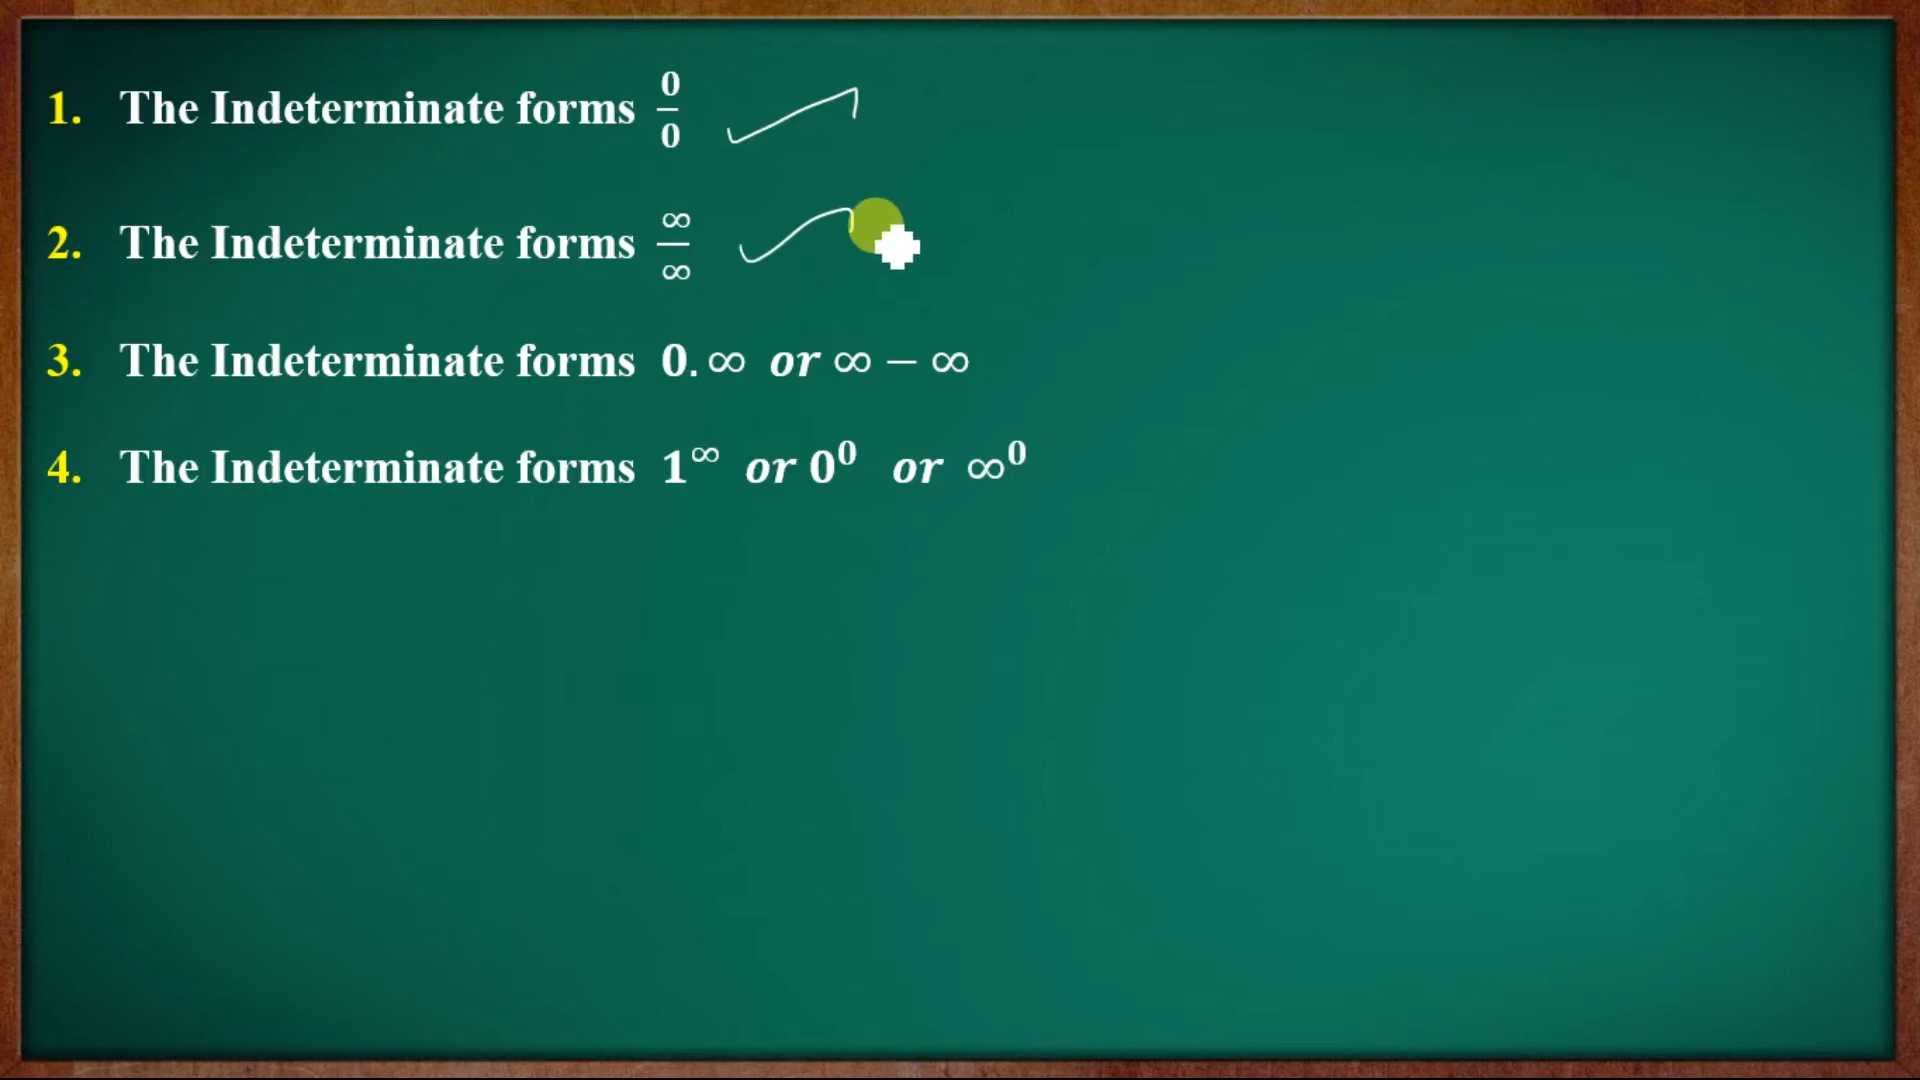 1. The Indeterminate forms 0/0
2. The Indeterminate forms ∞/∞
3. The Indeterminate forms 0.∞ or ∞ − ∞
4. The Indeterminate forms 1^∞ or 0^0 or ∞^0